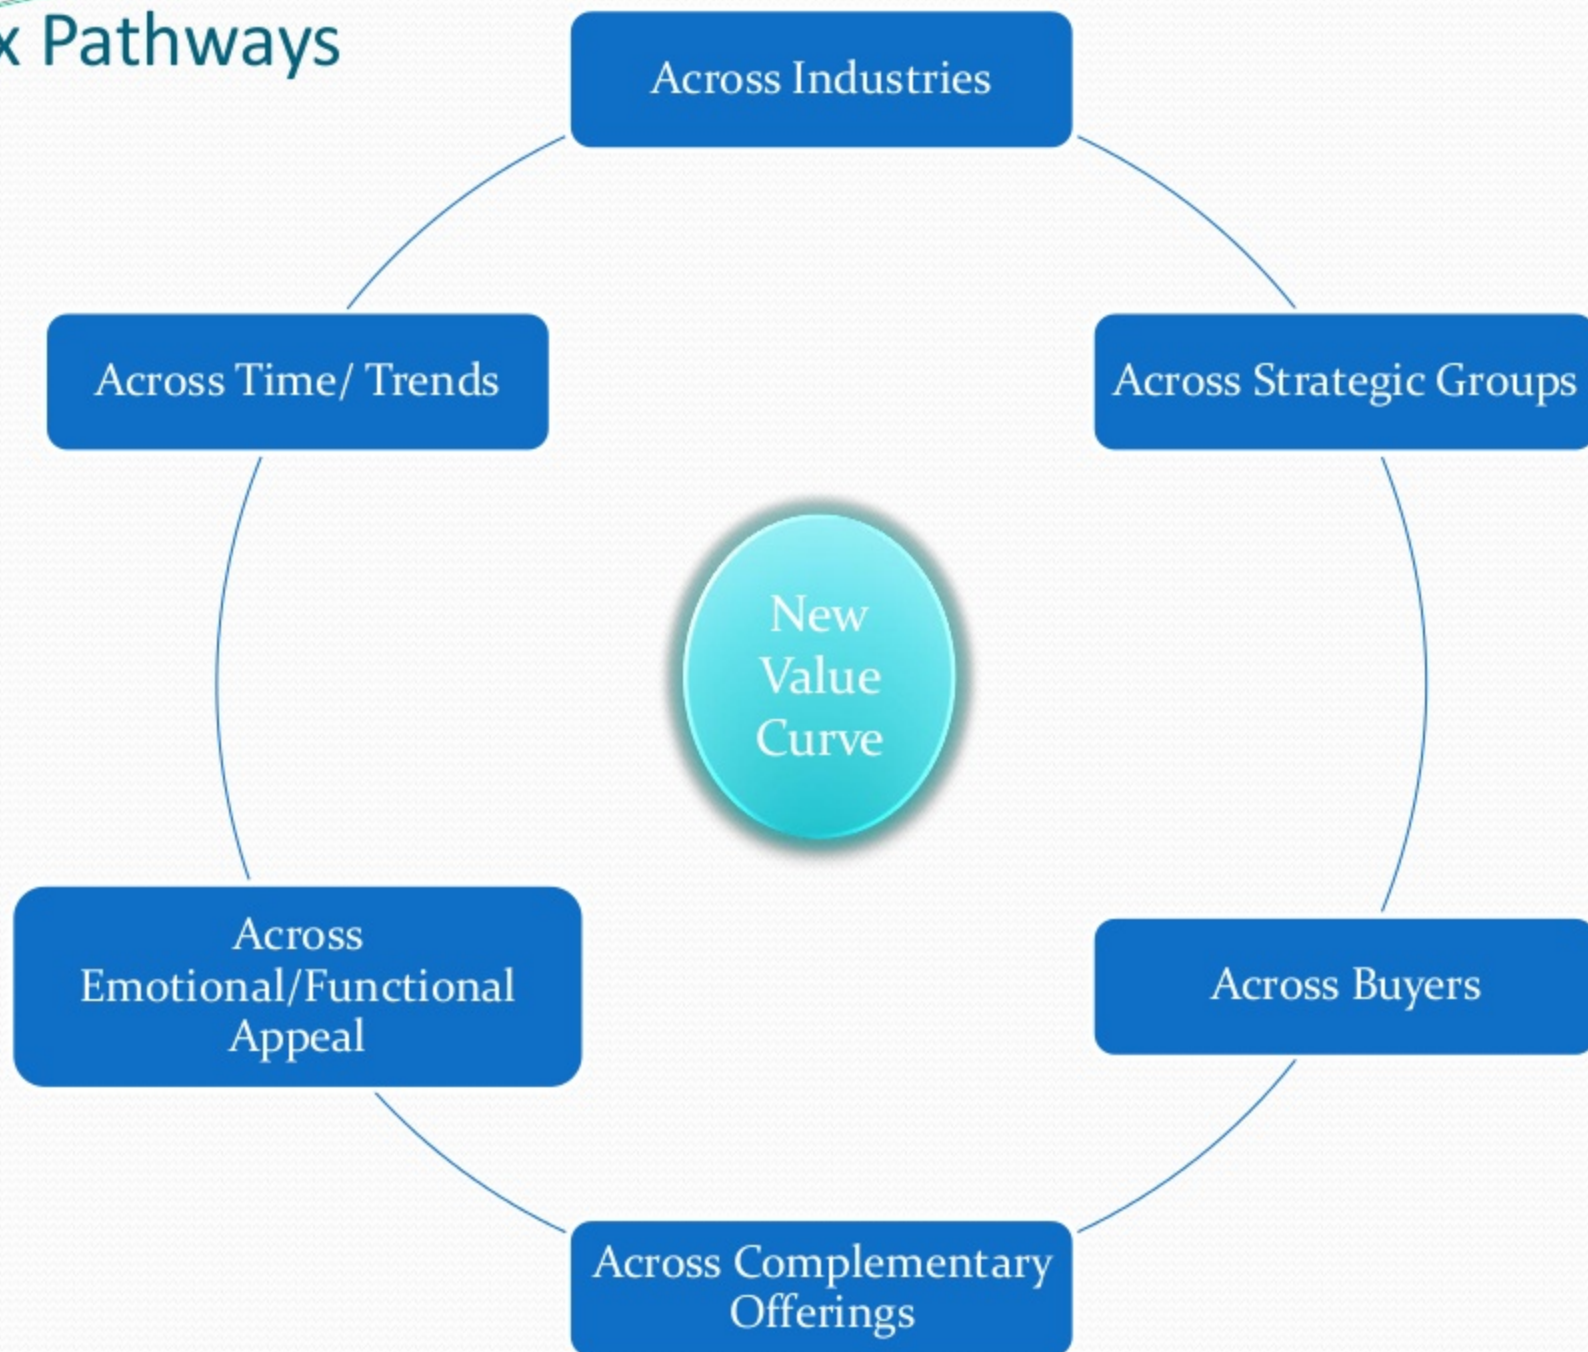 x Pathways
Across Industries
Across Strategic Groups
Across Buyers
Across Complementary
Offerings
Across
Emotional/Functional
Appeal
Across Time/ Trends
New
Value
Curve